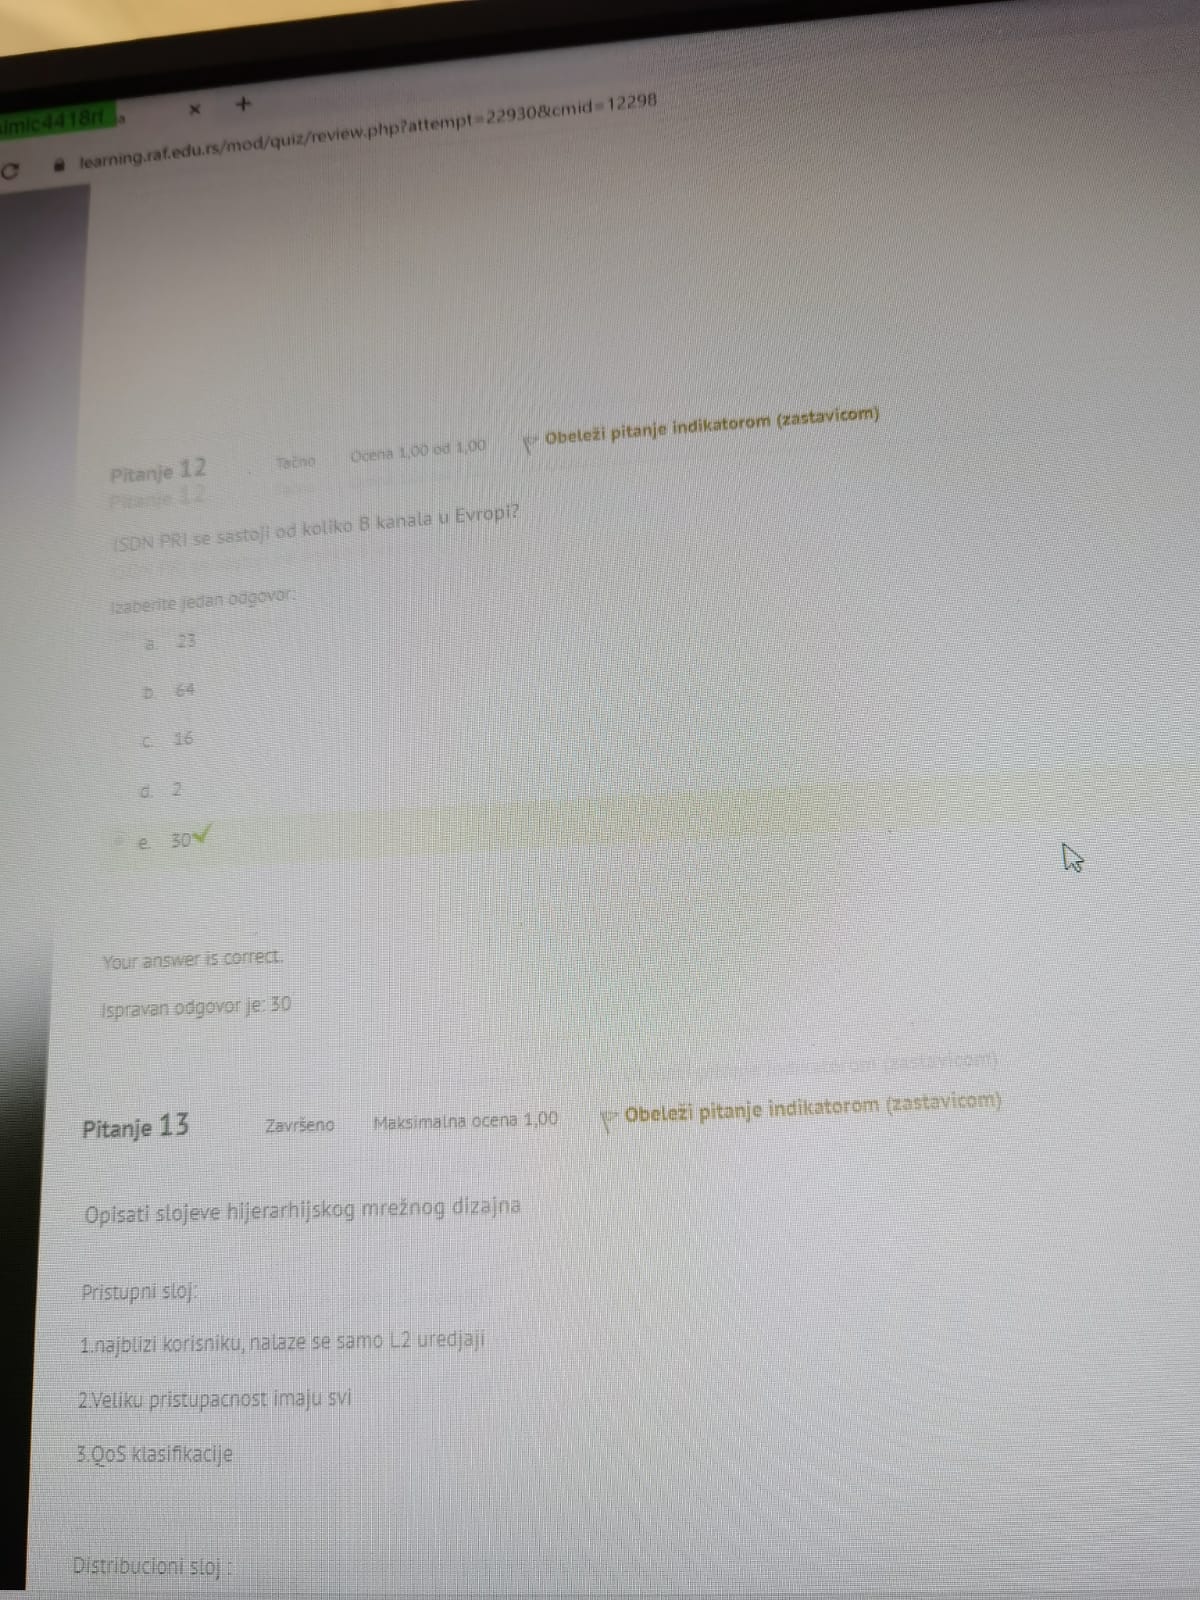 learning.raf.edu.rs/mod/quiz/review.php?attempt=22930&cmid=12298
Pitanje 12 Tačno Ocena 1,00 od 1,00 Obeleži pitanje indikatorom (zastavicom)
ISDN PRI se sastoji od koliko B kanala u Evropi?
Izaberite jedan odgovor:
a. 23
b. 64
c. 16
d. 2
e. 30
Your answer is correct.
Ispravan odgovor je: 30
Pitanje 13 Završeno Maksimalna ocena 1,00 Obeleži pitanje indikatorom (zastavicom)
Opisati slojeve hijerarhijskog mrežnog dizajna
Pristupni sloj:
1.najblizi korisniku, nalaze se samo L2 uredjaji
2.Veliku pristupacnost imaju svi
3.QoS klasifikacije
Distribucioni sloj :